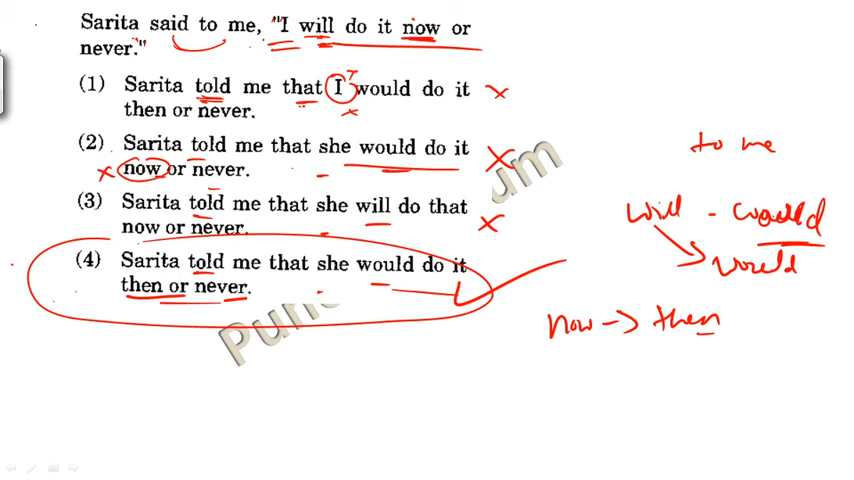 Sarita said to me, "I will do it now or
never."
(1) Sarita told me that I would do it
then or never.
(2) Sarita told me that she would do it
now or never.
(3) Sarita told me that she will do that
now or never.
(4) Sarita told me that she would do it
then or never.
to me
will - would
would
now -> then